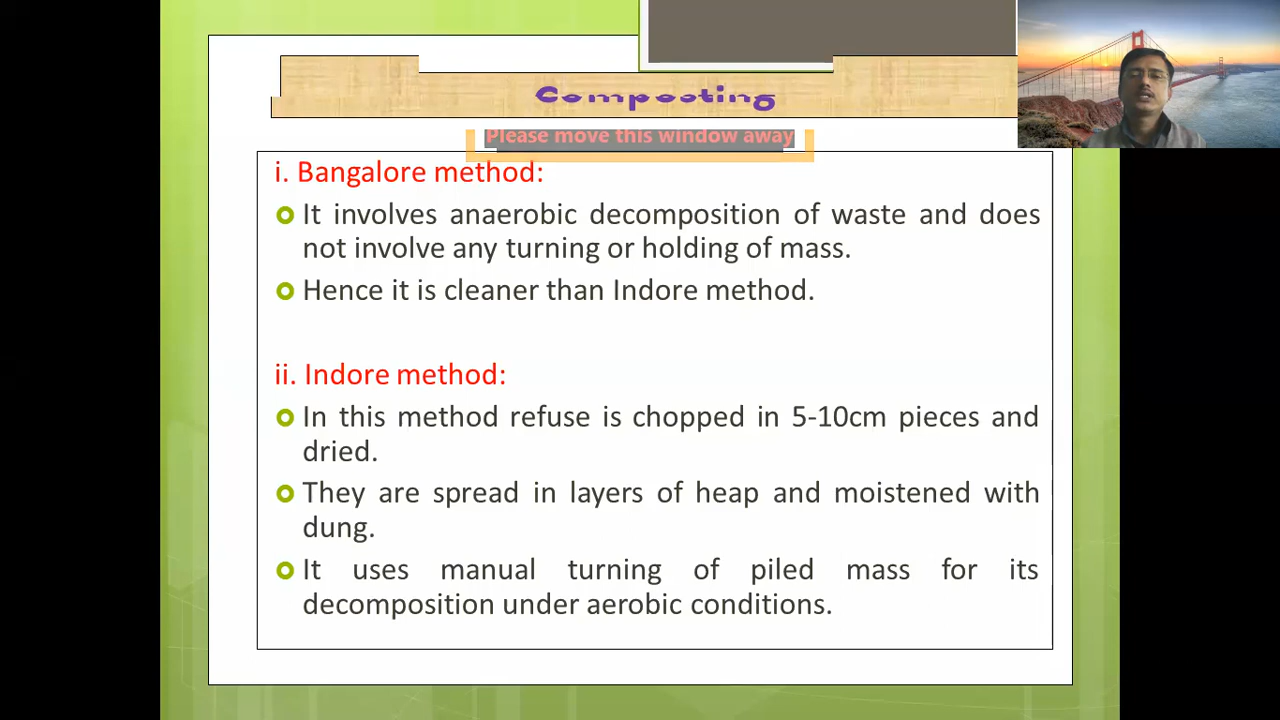 Composting
Please move this window away
i. Bangalore method:
It involves anaerobic decomposition of waste and does
not involve any turning or holding of mass.
Hence it is cleaner than Indore method.
ii. Indore method:
In this method refuse is chopped in 5-10cm pieces and
dried.
They are spread in layers of heap and moistened with
dung.
It uses manual turning of piled mass for its
decomposition under aerobic conditions.